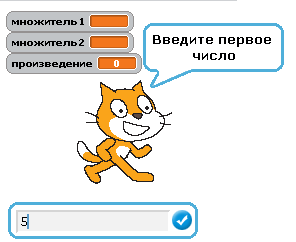 множитель1
множитель2
произведение 0
Введите первое
число
5